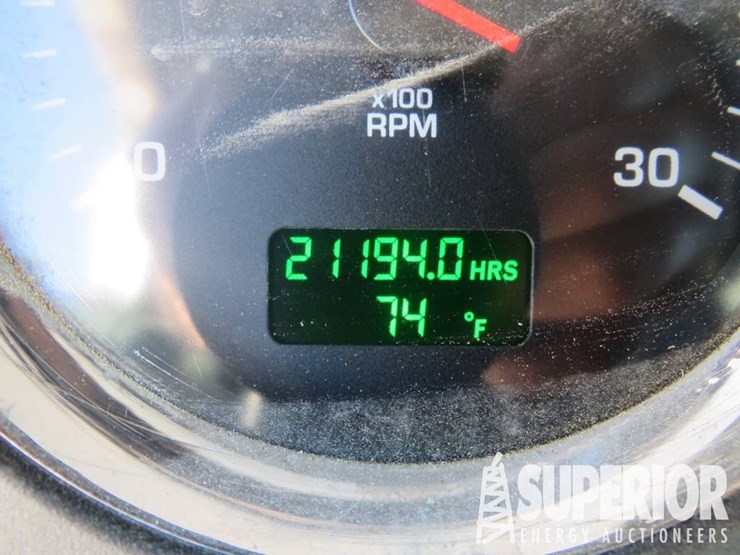 x100
RPM
0
30
21194.0 HRS
74 °F
SUPERIOR
ENERGY AUCTIONEERS